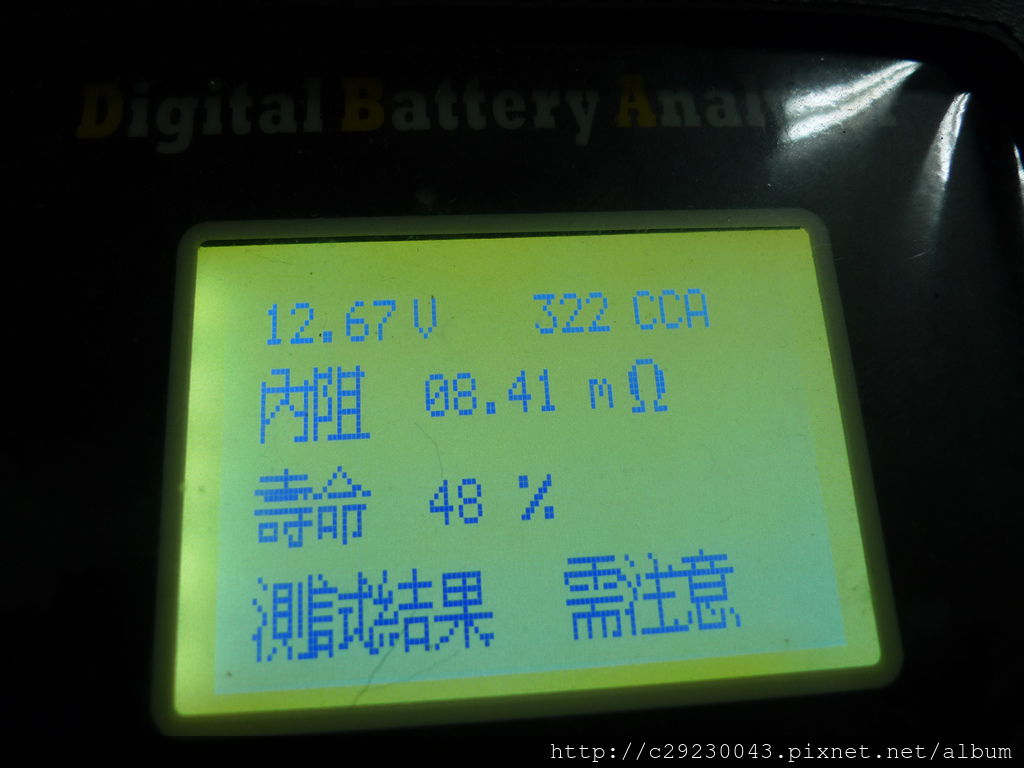 Digital Battery Analyzer
12.67V 322 CCA
內阻 08.41 mΩ
壽命 48 %
測試結果 需注意
http://c29230043.pixnet.net/album